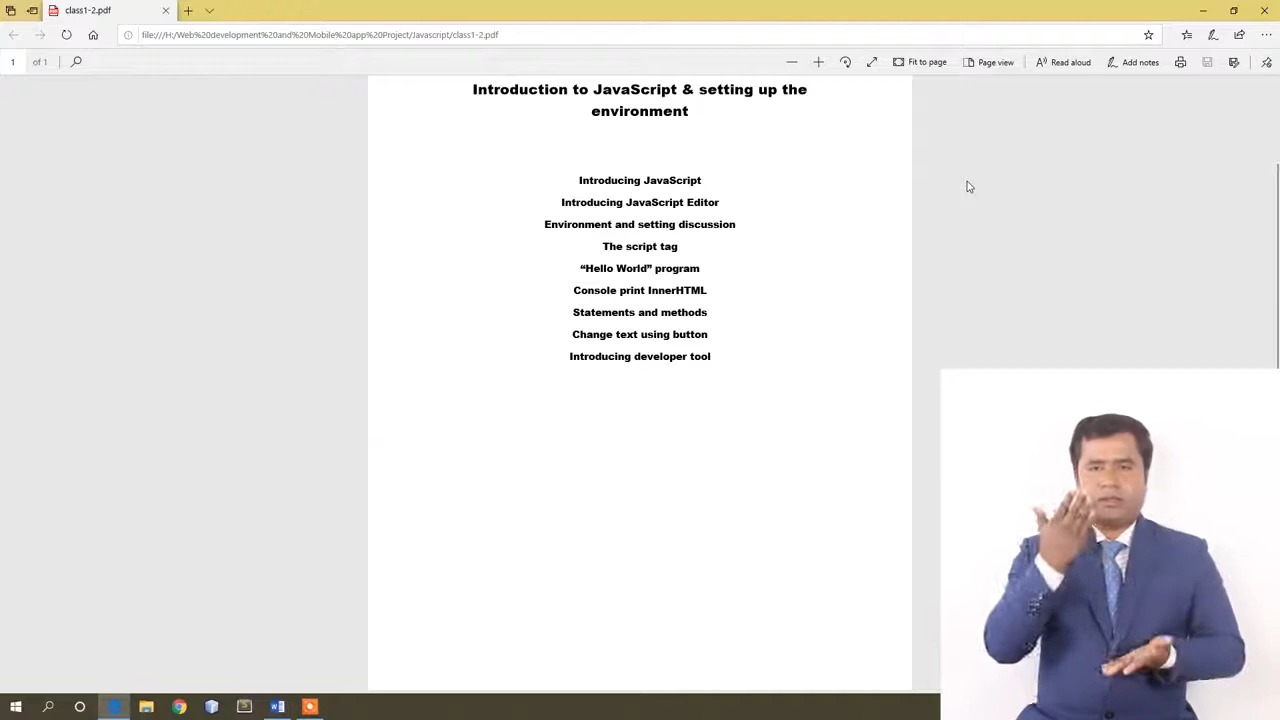 class1-2.pdf
file:///H:/Web%20development%20and%20Mobile%20app%20Project/Javascript/class1-2.pdf
1 of 1
Fit to page
Page view
Read aloud
Add notes
Introduction to JavaScript & setting up the
environment
Introducing JavaScript
Introducing JavaScript Editor
Environment and setting discussion
The script tag
“Hello World” program
Console print InnerHTML
Statements and methods
Change text using button
Introducing developer tool